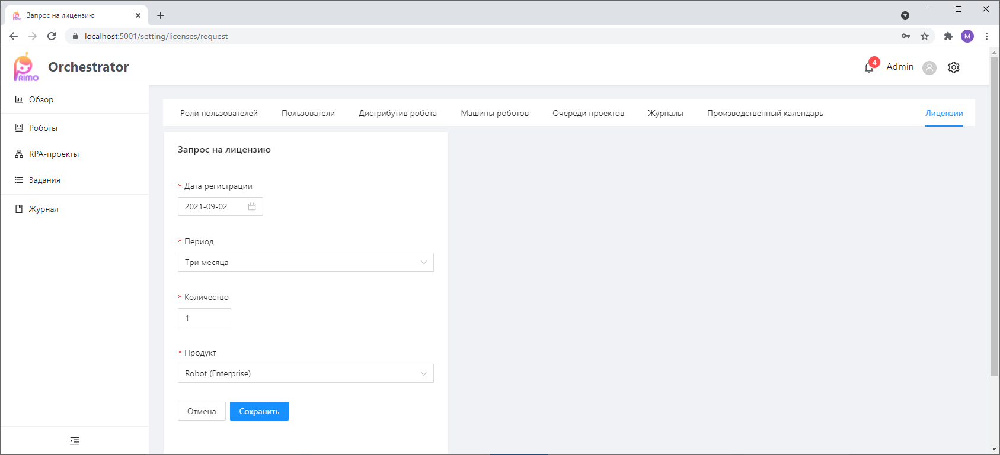 Запрос на лицензию
localhost:5001/setting/licenses/request
M
PRIMO
Orchestrator
4
Admin
Обзор
Роботы
RPA-проекты
Задания
Журнал
Роли пользователей
Пользователи
Дистрибутив робота
Машины роботов
Очереди проектов
Журналы
Производственный календарь
Лицензии
Запрос на лицензию
* Дата регистрации
2021-09-02
* Период
Три месяца
* Количество
1
* Продукт
Robot (Enterprise)
Отмена
Сохранить